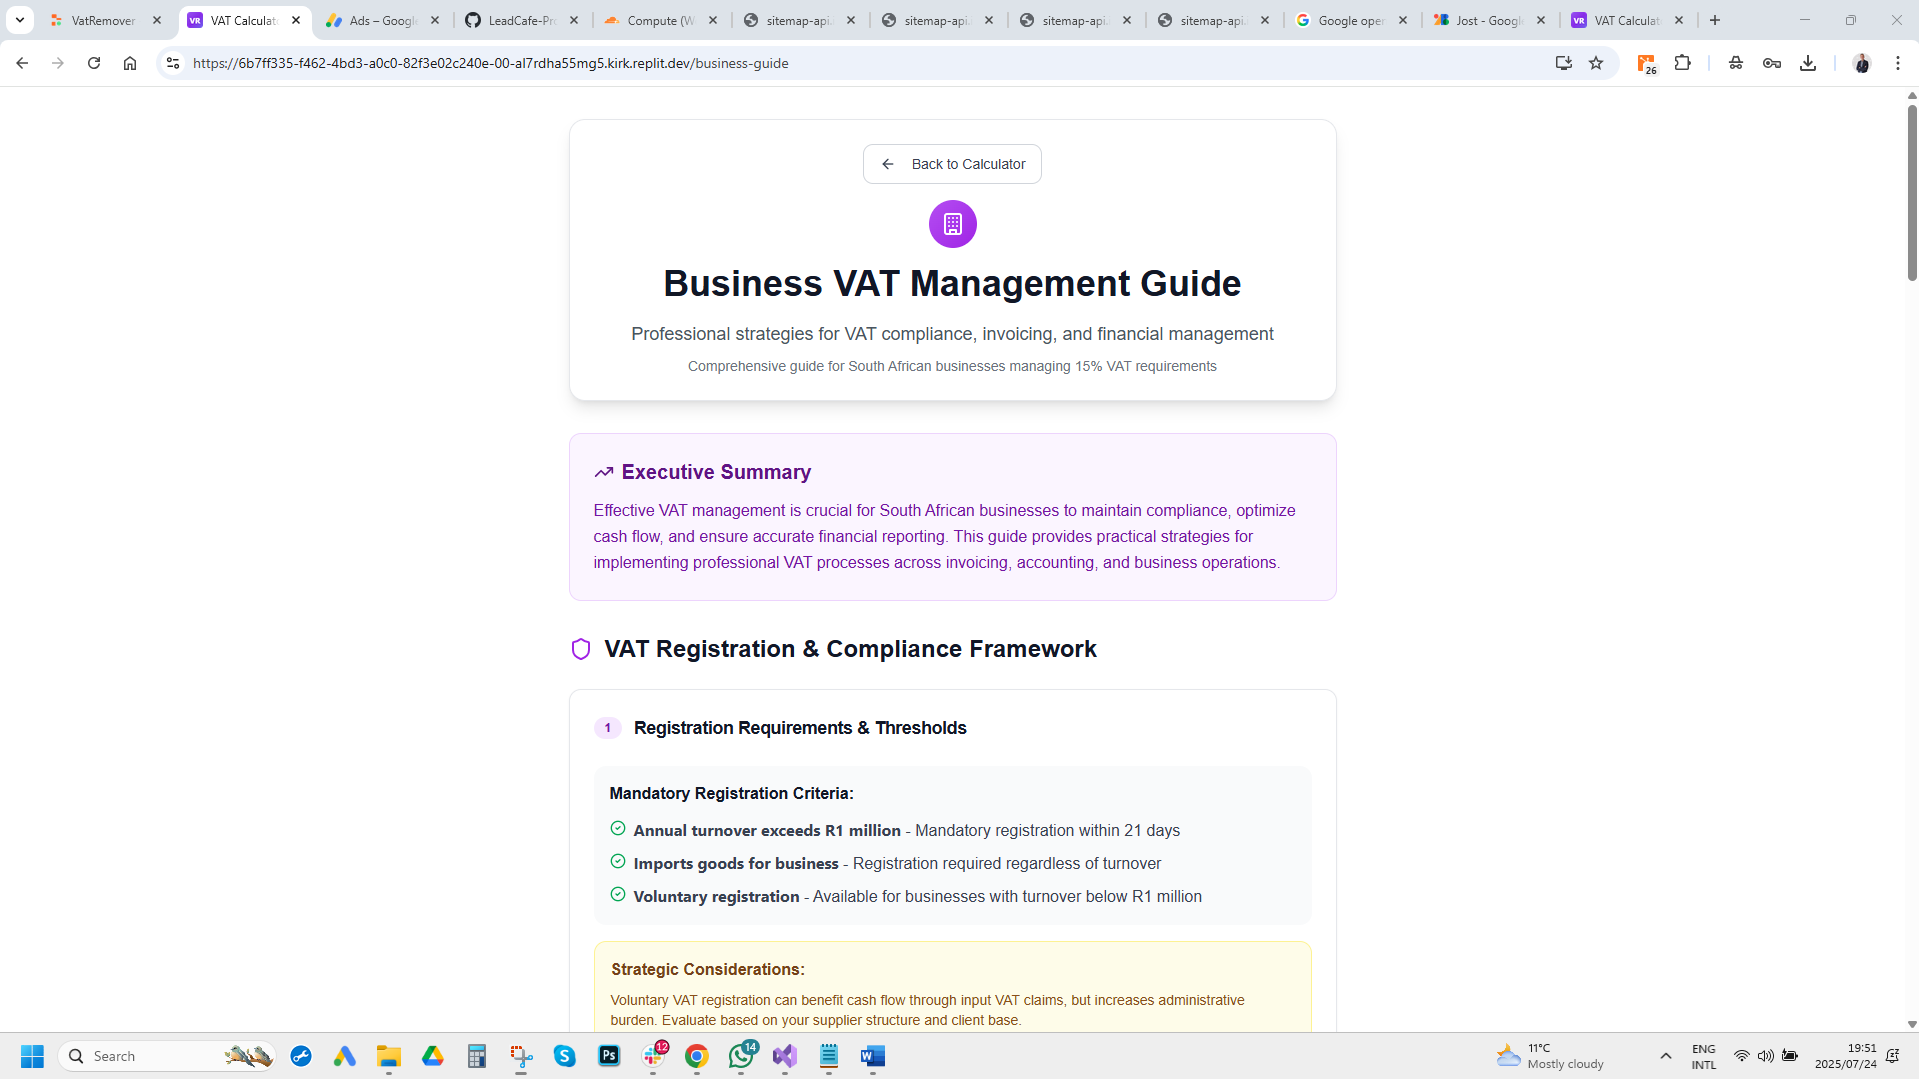 VatRemover
VAT Calculat
Ads – Google
LeadCafe-Pro
Compute (W
sitemap-api.
sitemap-api.
sitemap-api.
sitemap-api.
Google oper
Jost - Googl
VAT Calculat
https://6b7ff335-f462-4bd3-a0c0-82f3e02c240e-00-al7rdha55mg5.kirk.replit.dev/business-guide
26
Back to Calculator
Business VAT Management Guide
Professional strategies for VAT compliance, invoicing, and financial management
Comprehensive guide for South African businesses managing 15% VAT requirements
Executive Summary
Effective VAT management is crucial for South African businesses to maintain compliance, optimize
cash flow, and ensure accurate financial reporting. This guide provides practical strategies for
implementing professional VAT processes across invoicing, accounting, and business operations.
VAT Registration & Compliance Framework
1 Registration Requirements & Thresholds
Mandatory Registration Criteria:
Annual turnover exceeds R1 million - Mandatory registration within 21 days
Imports goods for business - Registration required regardless of turnover
Voluntary registration - Available for businesses with turnover below R1 million
Strategic Considerations:
Voluntary VAT registration can benefit cash flow through input VAT claims, but increases administrative
burden. Evaluate based on your supplier structure and client base.
Search
12
14
11°C
Mostly cloudy
ENG
INTL
19:51
2025/07/24